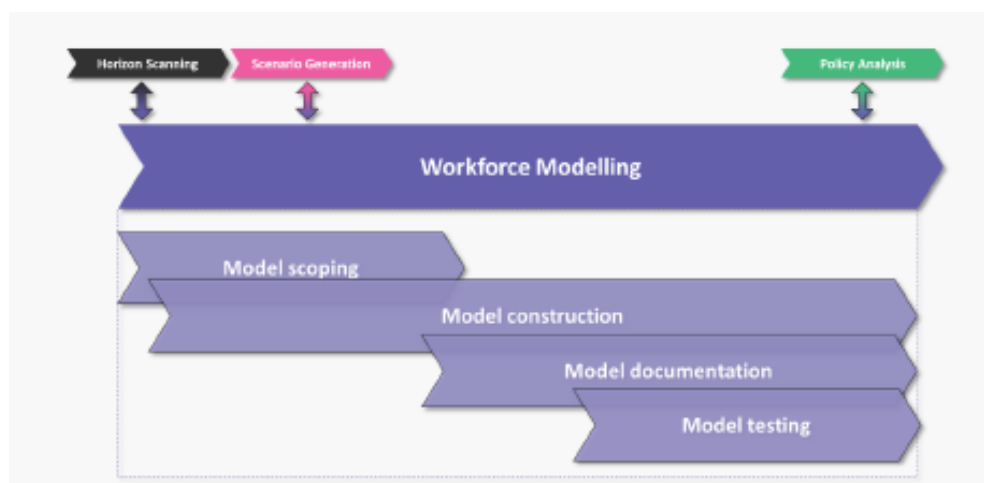 Horizon Scanning
Scenario Generation
Policy Analysis
Workforce Modelling
Model scoping
Model construction
Model documentation
Model testing